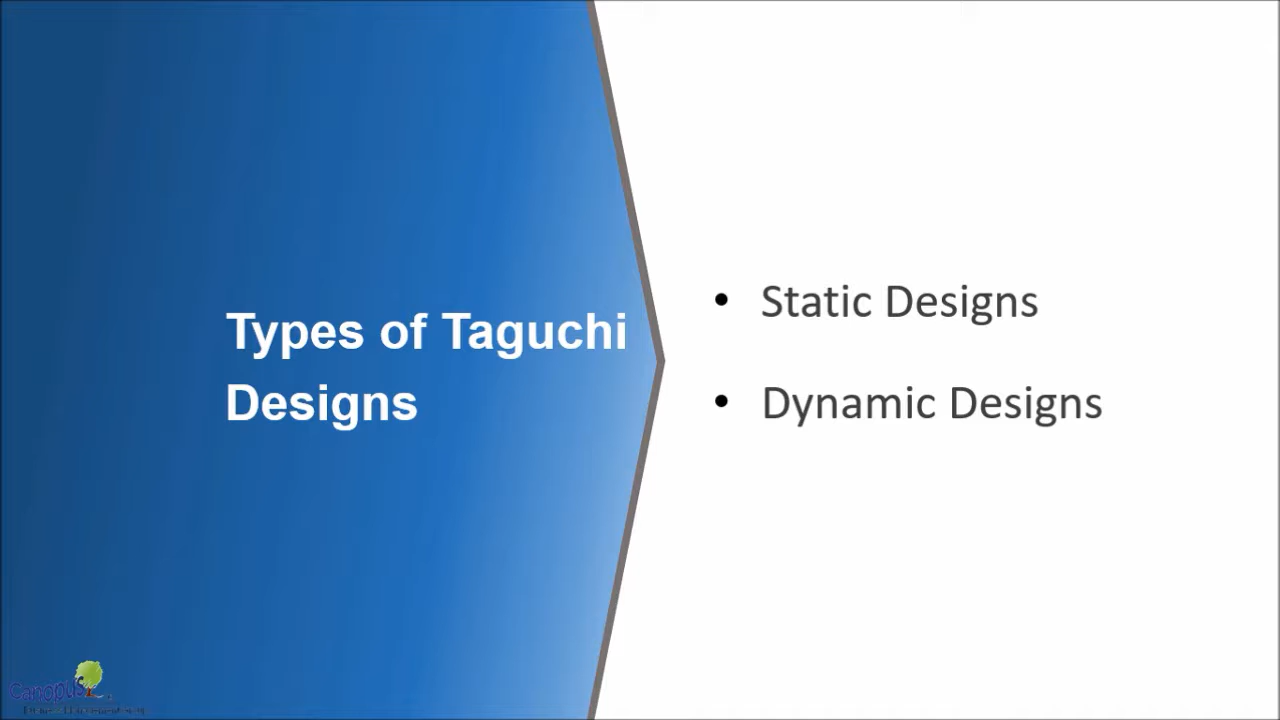 Types of Taguchi
Designs
• Static Designs
• Dynamic Designs
Canopus